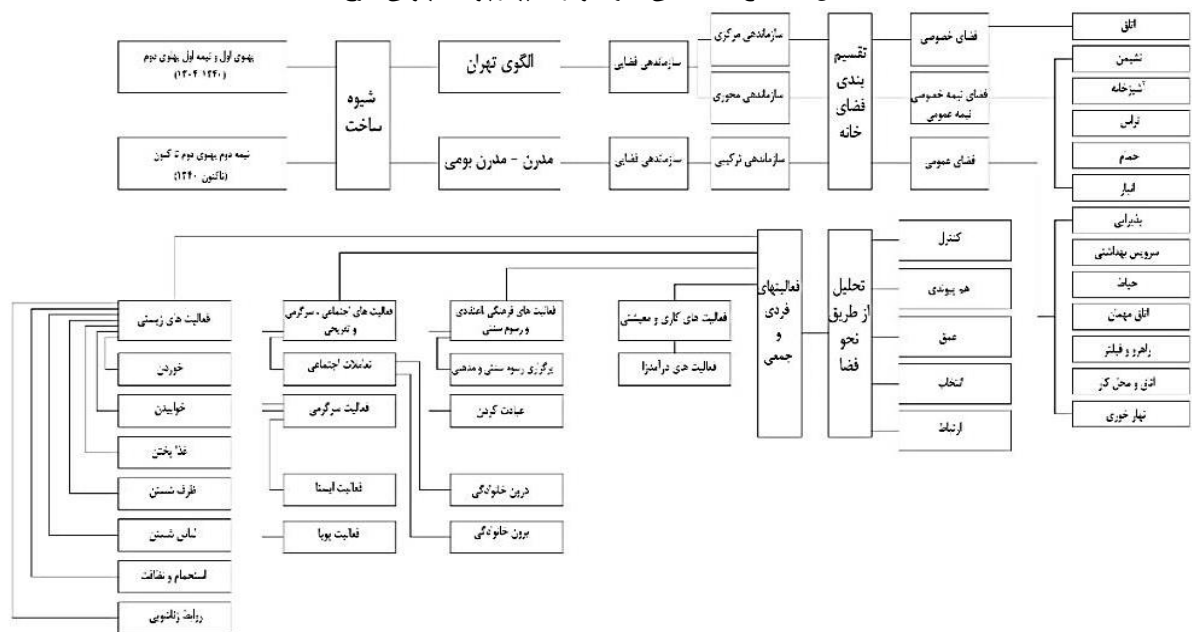 اتاق
نشیمن
آشپزخانه
تراس
حمام
انبار
پذیرایی
سرویس بهداشتی
حیاط
اتاق مهمان
راهرو و فیلتر
اتاق و محل کار
نهار خوری
فضای خصوصی
فضای نیمه خصوصی
نیمه عمومی
فضای عمومی
تقسیم
بندی
فضای
خانه
سازماندهی مرکزی
سازماندهی محوری
سازماندهی ترکیبی
سازماندهی فضایی
سازماندهی فضایی
الگوی تهران
مدرن - مدرن بومی
شیوه
ساخت
پهلوی اول و نیمه اول پهلوی دوم
(۱۳۰۴-۱۳۴۰)
نیمه دوم پهلوی دوم تا کنون
(تاکنون -۱۳۴۰)
کنترل
هم پیوندی
عمق
انتخاب
ارتباط
تحلیل
از طریق
نحو
فضا
فعالیتهای
فردی
و
جمعی
فعالیت های کاری و معیشتی
فعالیت های درآمدزا
فعالیت های فرهنگی اعتقادی
و رسوم سنتی
برگزاری رسوم سنتی و مذهبی
عبادت کردن
درون خانوادگی
برون خانوادگی
فعالیت های اجتماعی ، سرگرمی
و تفریحی
تعاملات اجتماعی
فعالیت سرگرمی
فعالیت ایستا
فعالیت پویا
فعالیت های زیستی
خوردن
خوابیدن
غذا پختن
ظرف شستن
لباس شستن
استحمام و نظافت
روابط زناشویی